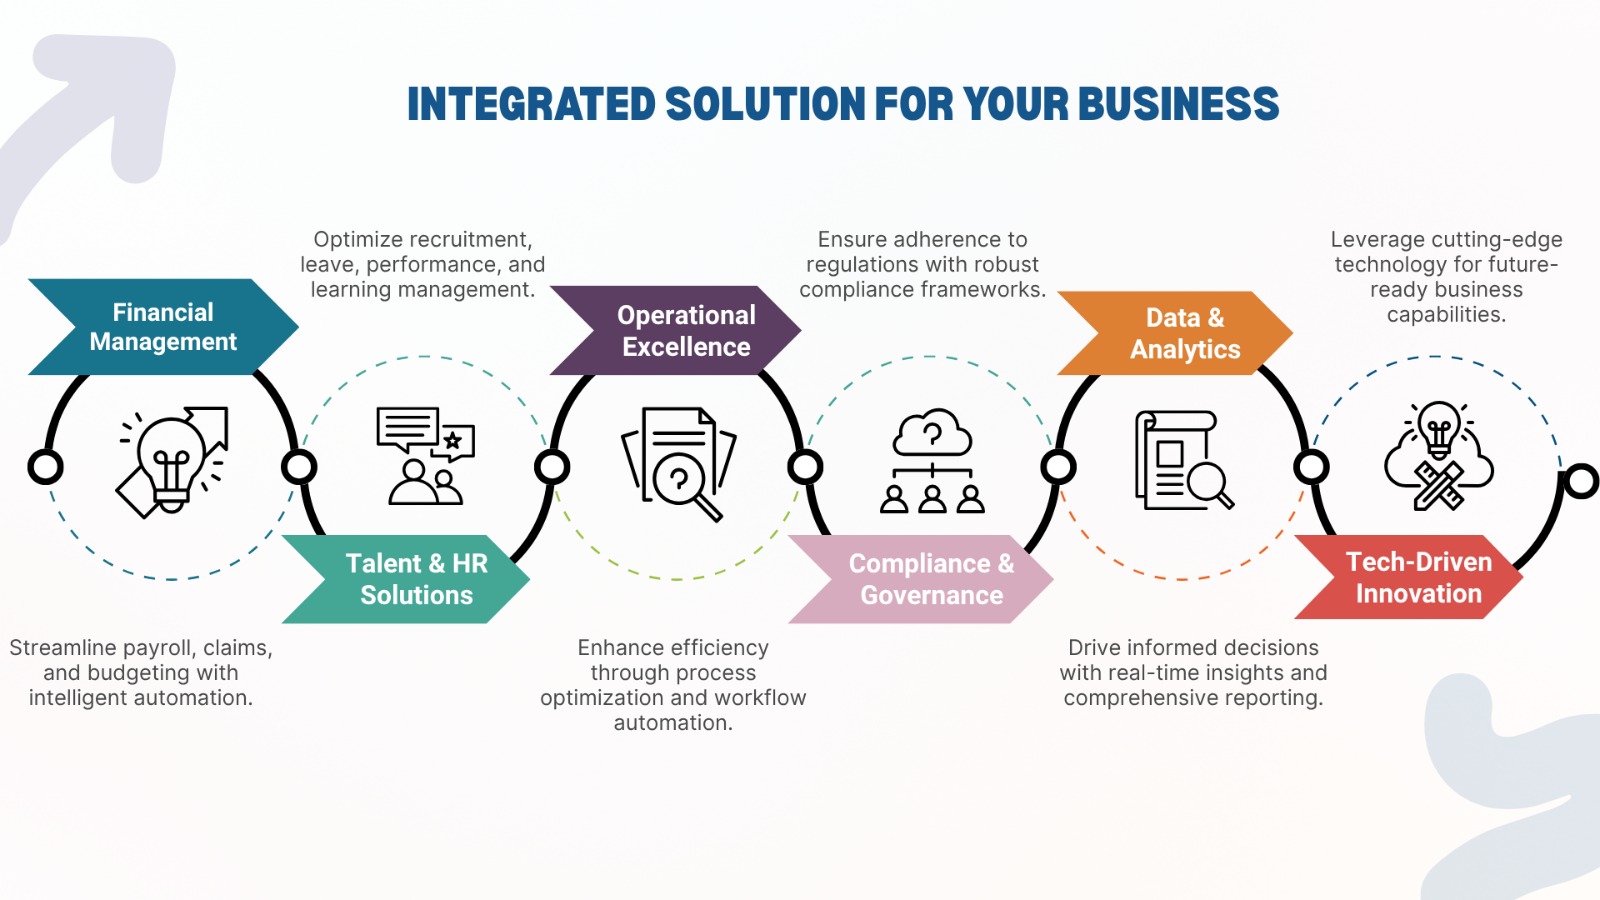 INTEGRATED SOLUTION FOR YOUR BUSINESS
Financial
Management
Streamline payroll, claims,
and budgeting with
intelligent automation.
Optimize recruitment,
leave, performance, and
learning management.
Talent & HR
Solutions
Operational
Excellence
?
Enhance efficiency
through process
optimization and workflow
automation.
Ensure adherence to
regulations with robust
compliance frameworks.
?
Compliance &
Governance
Data &
Analytics
Drive informed decisions
with real-time insights and
comprehensive reporting.
Leverage cutting-edge
technology for future-
ready business
capabilities.
Tech-Driven
Innovation